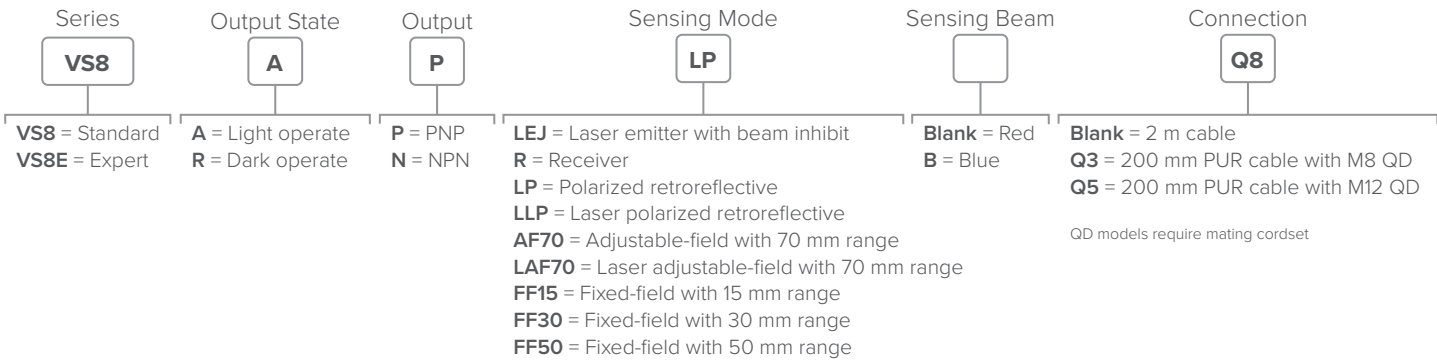 Series
Output State
Output
Sensing Mode
Sensing Beam
Connection
VS8
A
P
LP
Q8
VS8 = Standard
VS8E = Expert
A = Light operate
R = Dark operate
P = PNP
N = NPN
LEJ = Laser emitter with beam inhibit
R = Receiver
LP = Polarized retroreflective
LLP = Laser polarized retroreflective
AF70 = Adjustable-field with 70 mm range
LAF70 = Laser adjustable-field with 70 mm range
FF15 = Fixed-field with 15 mm range
FF30 = Fixed-field with 30 mm range
FF50 = Fixed-field with 50 mm range
Blank = Red
B = Blue
Blank = 2 m cable
Q3 = 200 mm PUR cable with M8 QD
Q5 = 200 mm PUR cable with M12 QD
QD models require mating cordset